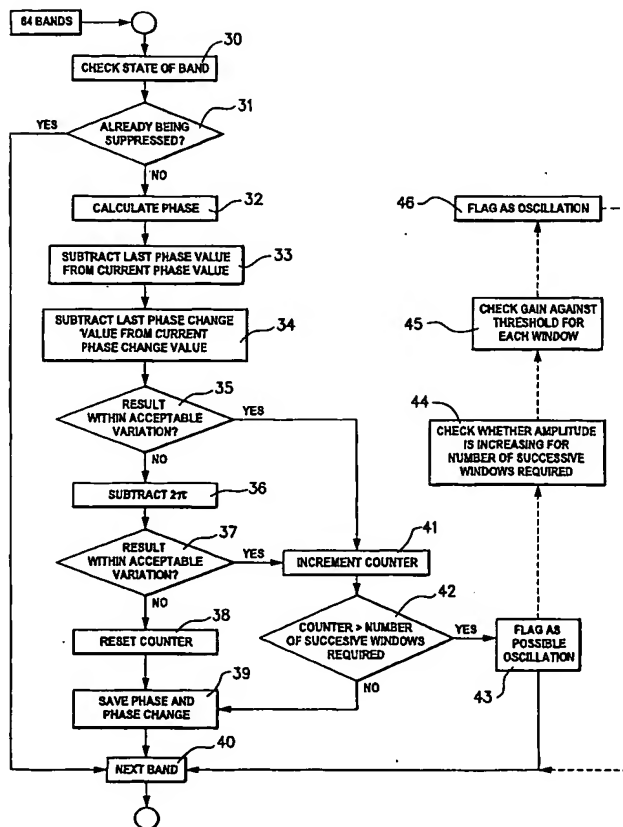 64 BANDS
30
CHECK STATE OF BAND
31
YES
ALREADY BEING
SUPPRESSED?
NO
32
CALCULATE PHASE
33
SUBTRACT LAST PHASE VALUE
FROM CURRENT PHASE VALUE
34
SUBTRACT LAST PHASE CHANGE
VALUE FROM CURRENT
PHASE CHANGE VALUE
35
RESULT
WITHIN ACCEPTABLE
VARIATION?
YES
NO
36
SUBTRACT 2π
37
RESULT
WITHIN ACCEPTABLE
VARIATION?
YES
NO
38
RESET COUNTER
39
SAVE PHASE AND
PHASE CHANGE
40
NEXT BAND
41
INCREMENT COUNTER
42
COUNTER > NUMBER
OF SUCCESIVE WINDOWS
REQUIRED
YES
NO
FLAG AS
POSSIBLE
OSCILLATION
43
44
CHECK WHETHER AMPLITUDE
IS INCREASING FOR
NUMBER OF SUCCESSIVE
WINDOWS REQUIRED
CHECK GAIN AGAINST
THRESHOLD FOR
EACH WINDOW
45
46
FLAG AS OSCILLATION